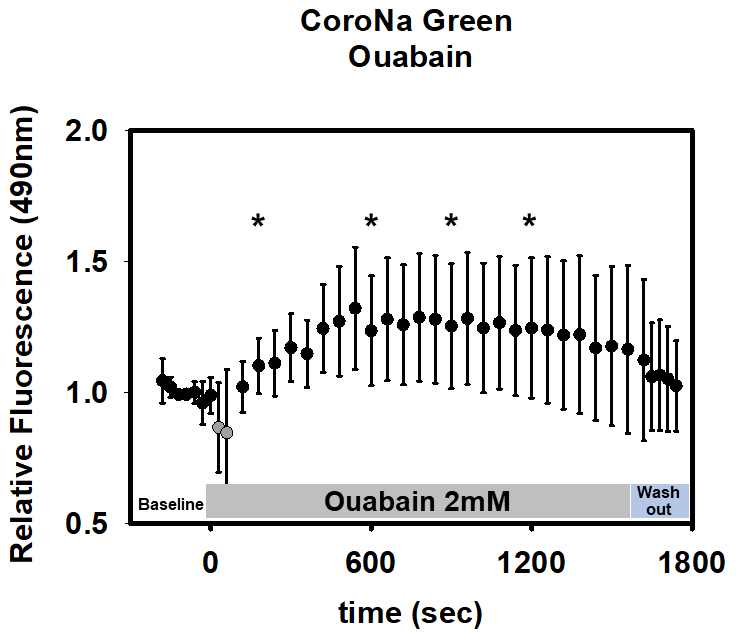 CoroNa Green
Ouabain
Relative Fluorescence (490nm)
2.0
1.5
1.0
0.5
* * * *
Baseline
Ouabain 2mM
Wash
out
0 600 1200 1800
time (sec)